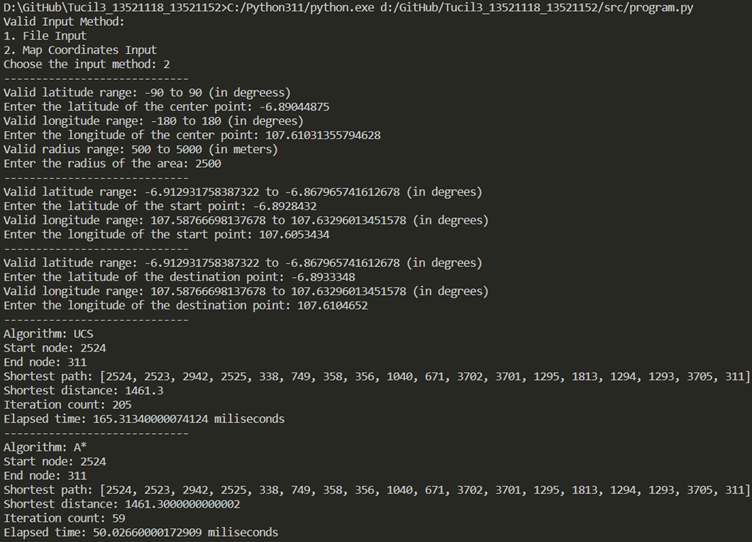 D:\GitHub\Tucil3_13521118_13521152>C:/Python311/python.exe d:/GitHub/Tucil3_13521118_13521152/src/program.py
Valid Input Method:
1. File Input
2. Map Coordinates Input
Choose the input method: 2
-----------------------------
Valid latitude range: -90 to 90 (in degreess)
Enter the latitude of the center point: -6.89044875
Valid longitude range: -180 to 180 (in degrees)
Enter the longitude of the center point: 107.61031355794628
Valid radius range: 500 to 5000 (in meters)
Enter the radius of the area: 2500
-----------------------------
Valid latitude range: -6.912931758387322 to -6.867965741612678 (in degrees)
Enter the latitude of the start point: -6.8928432
Valid longitude range: 107.58766698137678 to 107.63296013451578 (in degrees)
Enter the longitude of the start point: 107.6053434
-----------------------------
Valid latitude range: -6.912931758387322 to -6.867965741612678 (in degrees)
Enter the latitude of the destination point: -6.8933348
Valid longitude range: 107.58766698137678 to 107.63296013451578 (in degrees)
Enter the longitude of the destination point: 107.6104652
-----------------------------
Algorithm: UCS
Start node: 2524
End node: 311
Shortest path: [2524, 2523, 2942, 2525, 338, 749, 358, 356, 1040, 671, 3702, 3701, 1295, 1813, 1294, 1293, 3705, 311]
Shortest distance: 1461.3
Iteration count: 205
Elapsed time: 165.31340000074124 miliseconds
-----------------------------
Algorithm: A*
Start node: 2524
End node: 311
Shortest path: [2524, 2523, 2942, 2525, 338, 749, 358, 356, 1040, 671, 3702, 3701, 1295, 1813, 1294, 1293, 3705, 311]
Shortest distance: 1461.3000000000002
Iteration count: 59
Elapsed time: 50.02660000172909 miliseconds